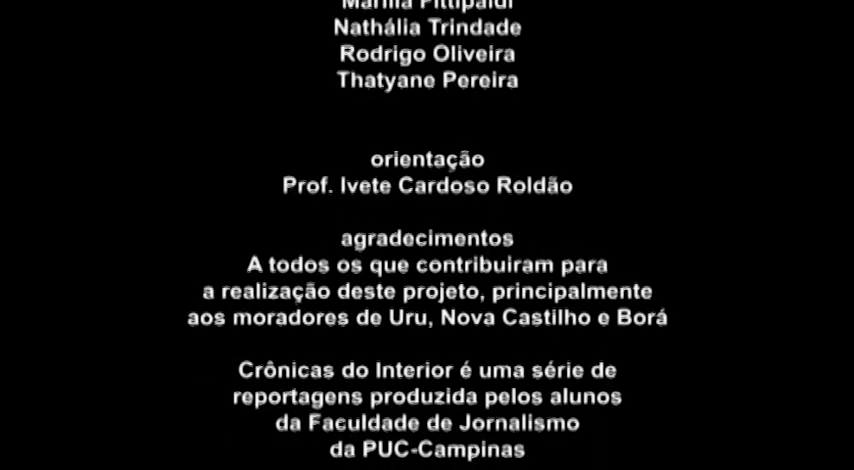 Marília Pittipaldi
Nathália Trindade
Rodrigo Oliveira
Thatyane Pereira
orientação
Prof. Ivete Cardoso Roldão
agradecimentos
A todos os que contribuiram para
a realização deste projeto, principalmente
aos moradores de Uru, Nova Castilho e Borá
Crônicas do Interior é uma série de
reportagens produzida pelos alunos
da Faculdade de Jornalismo
da PUC-Campinas